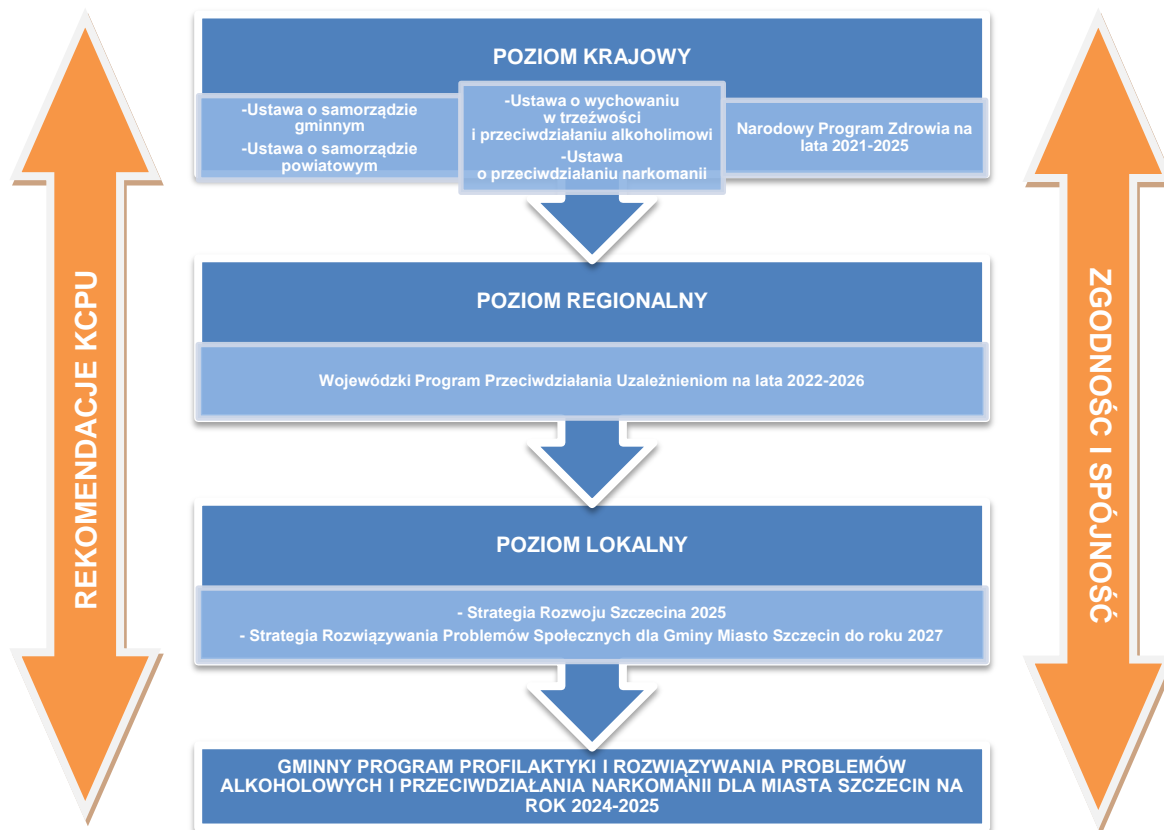 REKOMENDACJE KCPU
POZIOM KRAJOWY
-Ustawa o samorządzie
gminnym
-Ustawa o samorządzie
powiatowym
-Ustawa o wychowaniu
w trzeźwości
i przeciwdziałaniu alkoholimowi
-Ustawa
o przeciwdziałaniu narkomanii
Narodowy Program Zdrowia na
lata 2021-2025
POZIOM REGIONALNY
Wojewódzki Program Przeciwdziałania Uzależnieniom na lata 2022-2026
POZIOM LOKALNY
- Strategia Rozwoju Szczecina 2025
- Strategia Rozwiązywania Problemów Społecznych dla Gminy Miasto Szczecin do roku 2027
GMINNY PROGRAM PROFILAKTYKI I ROZWIĄZYWANIA PROBLEMÓW
ALKOHOLOWYCH I PRZECIWDZIAŁANIA NARKOMANII DLA MIASTA SZCZECIN NA
ROK 2024-2025
ZGODNOŚC I SPÓJNOŚĆ